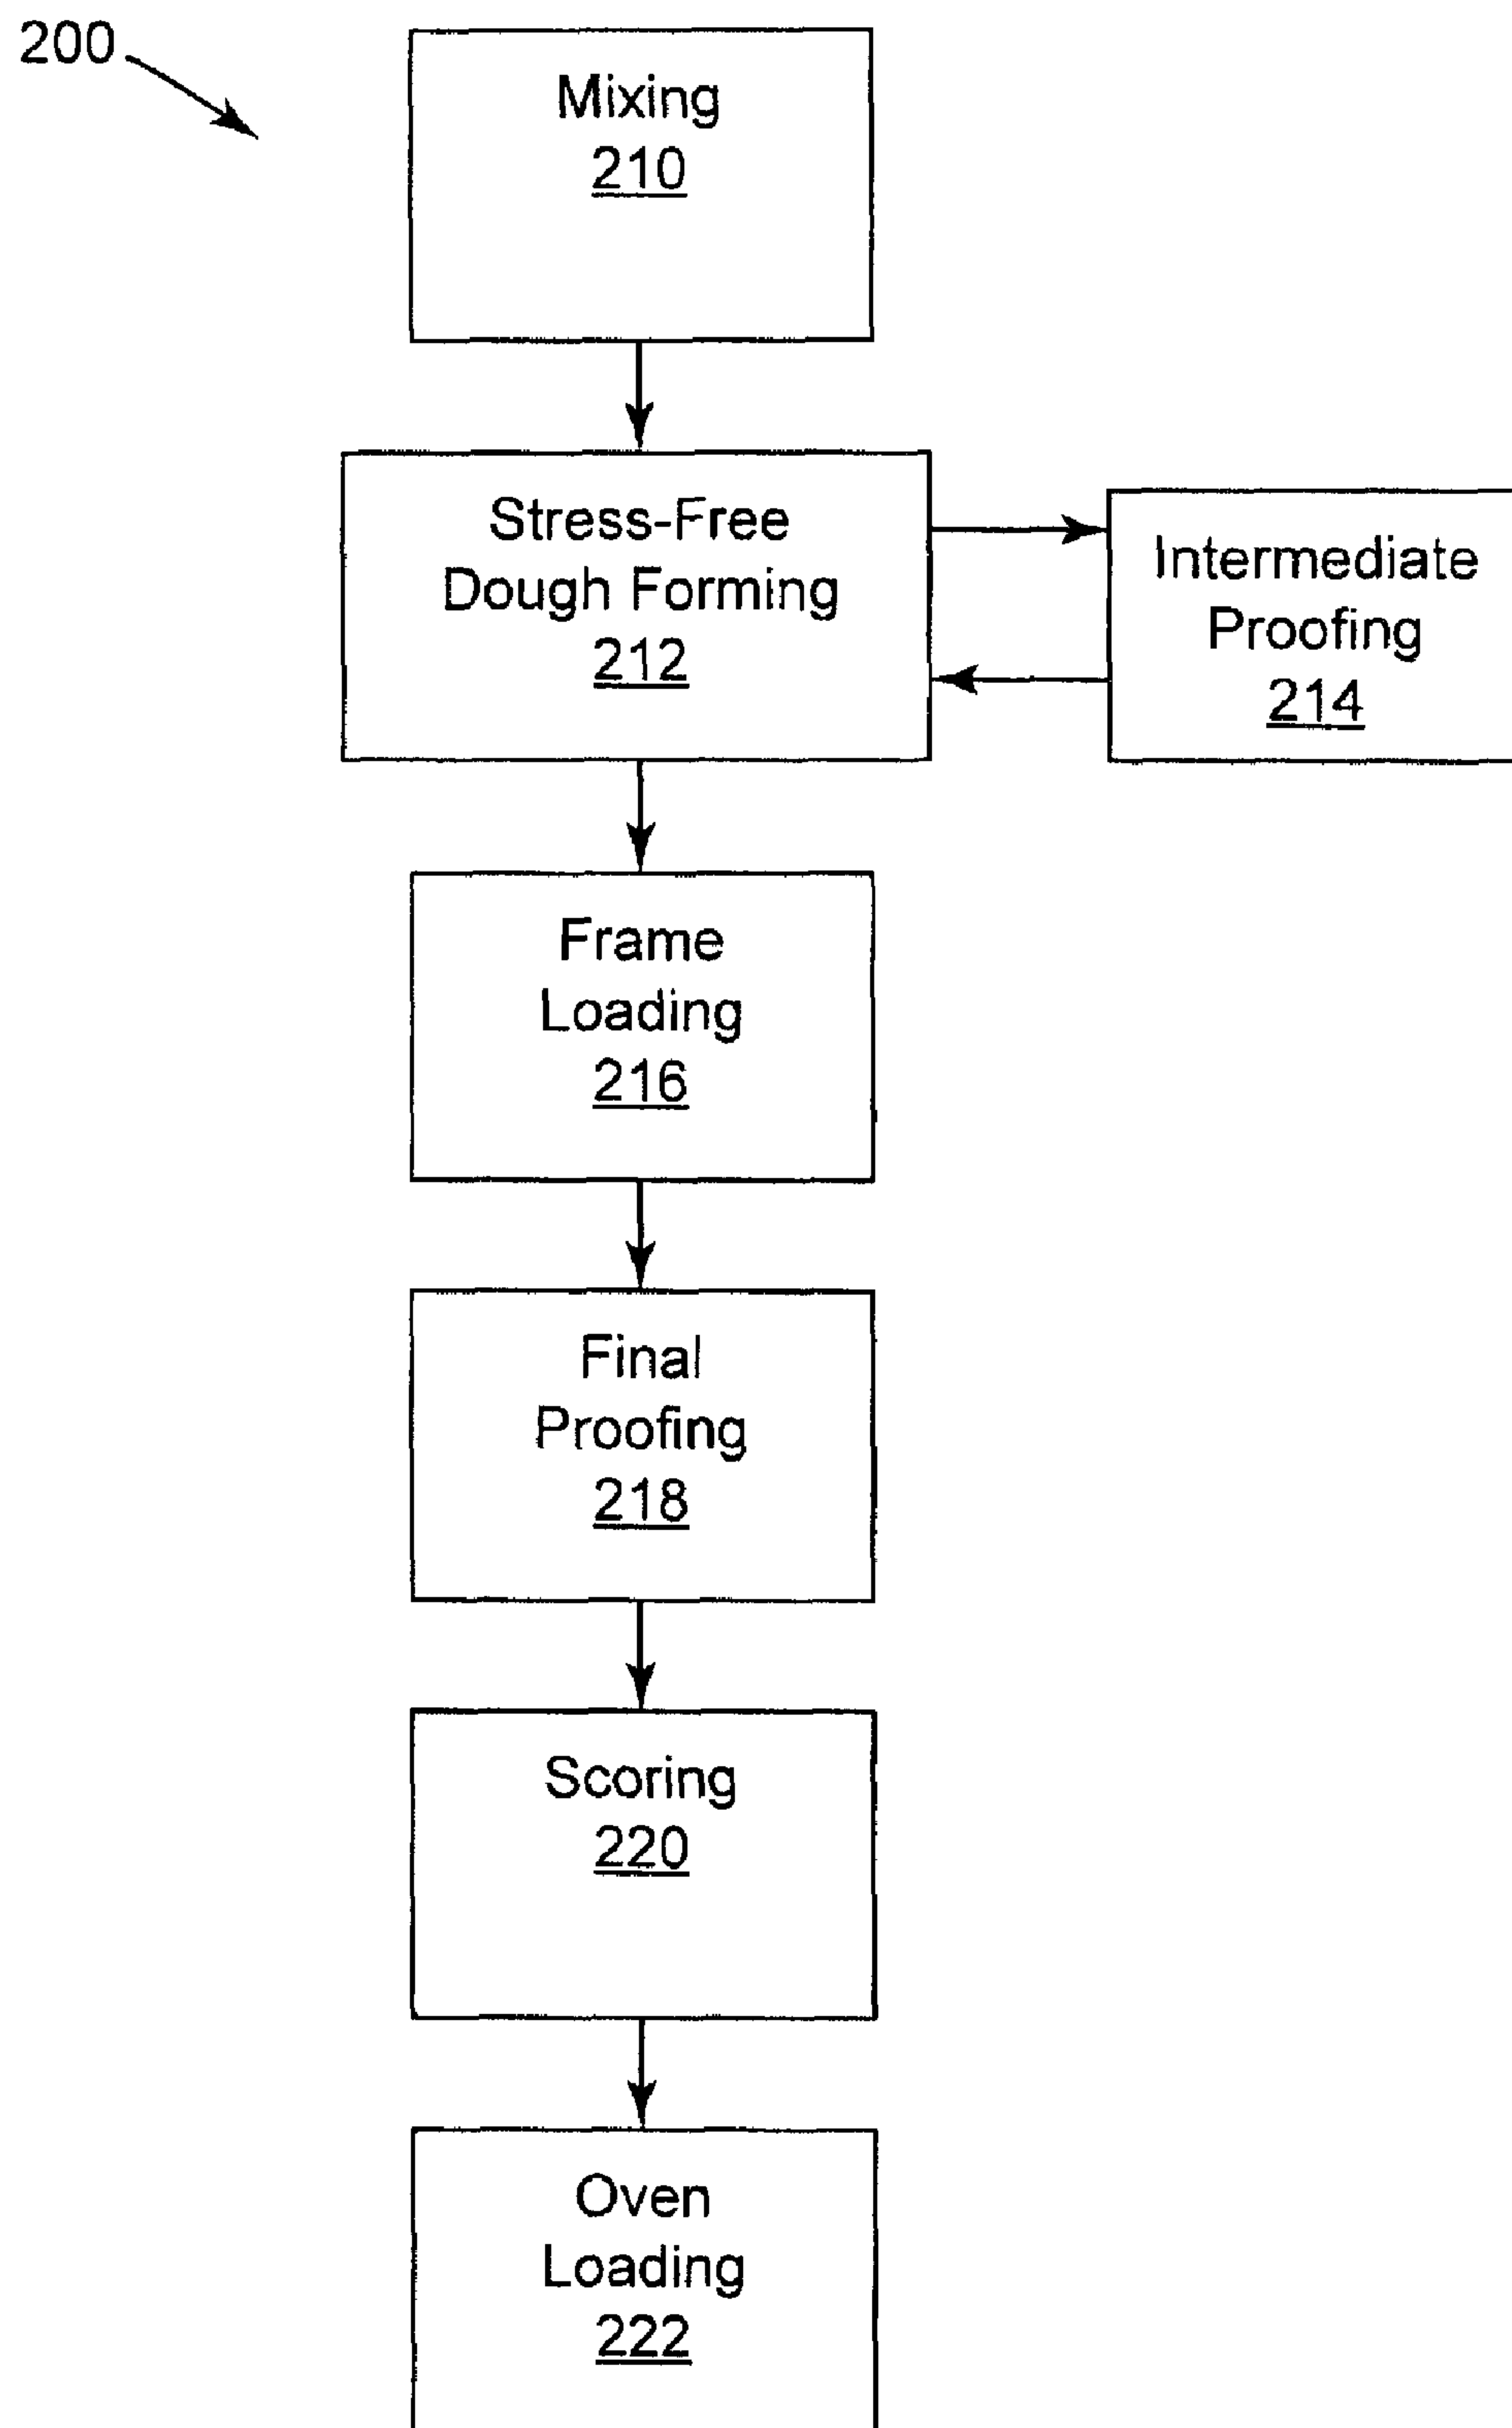 200
Mixing
210
Stress-Free
Dough Forming
212
Intermediate
Proofing
214
Frame
Loading
216
Final
Proofing
218
Scoring
220
Oven
Loading
222